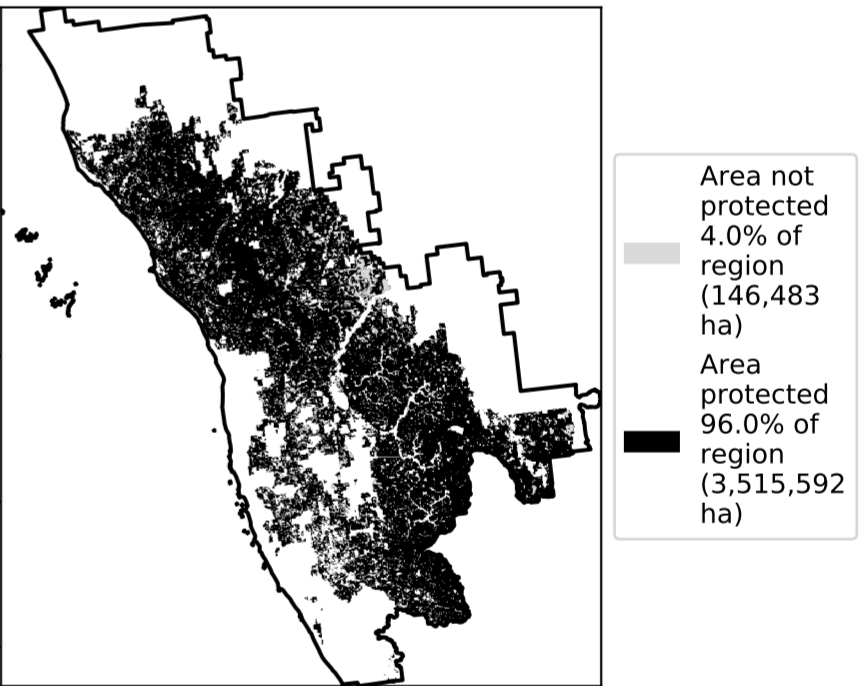 Area not
protected
4.0% of
region
(146,483
ha)
Area
protected
96.0% of
region
(3,515,592
ha)